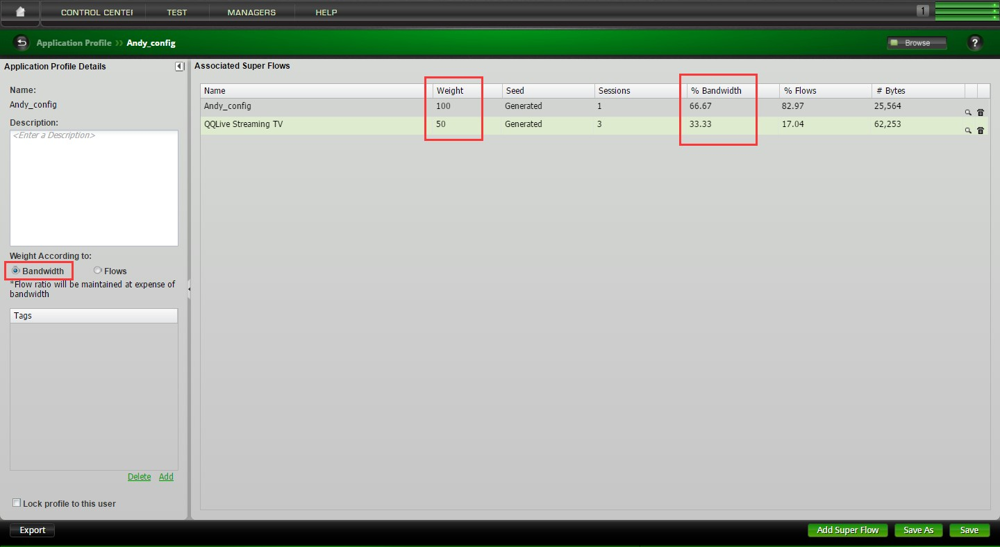 CONTROL CENTEI TEST MANAGERS HELP 1
Application Profile >> Andy_config Browse ?
Application Profile Details
Name:
Andy_config
Description:
<Enter a Description>
Weight According to:
Bandwidth Flows
*Flow ratio will be maintained at expense of
bandwidth
Tags
Delete Add
Lock profile to this user
Associated Super Flows
Name Weight Seed Sessions % Bandwidth % Flows # Bytes
Andy_config 100 Generated 1 66.67 82.97 25,564
QQLive Streaming TV 50 Generated 3 33.33 17.04 62,253
Export Add Super Flow Save As Save